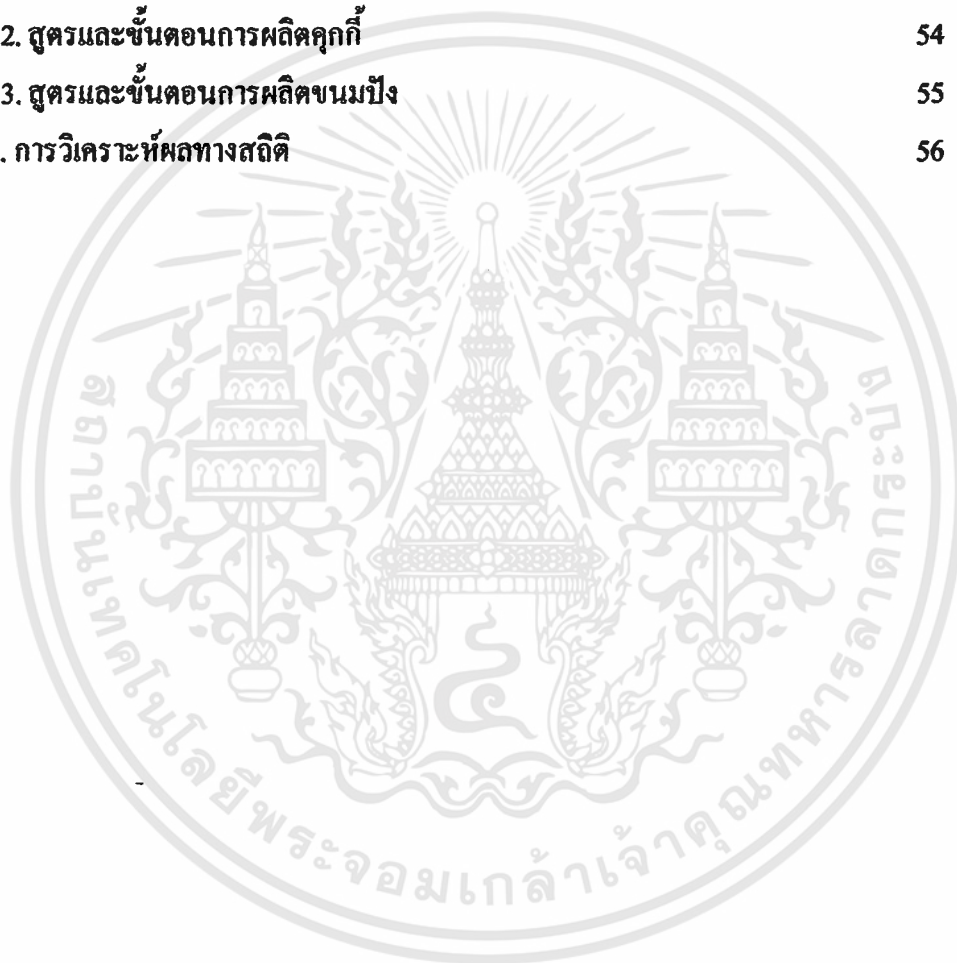 2. สูตรและขั้นตอนการผลิตคุกกี้ 54
3. สูตรและขั้นตอนการผลิตขนมปัง 55
. การวิเคราะห์ผลทางสถิติ 56
สถาบันเทคโนโลยีพระจอมเกล้าเจ้าคุณทหารลาดกระบัง
๔